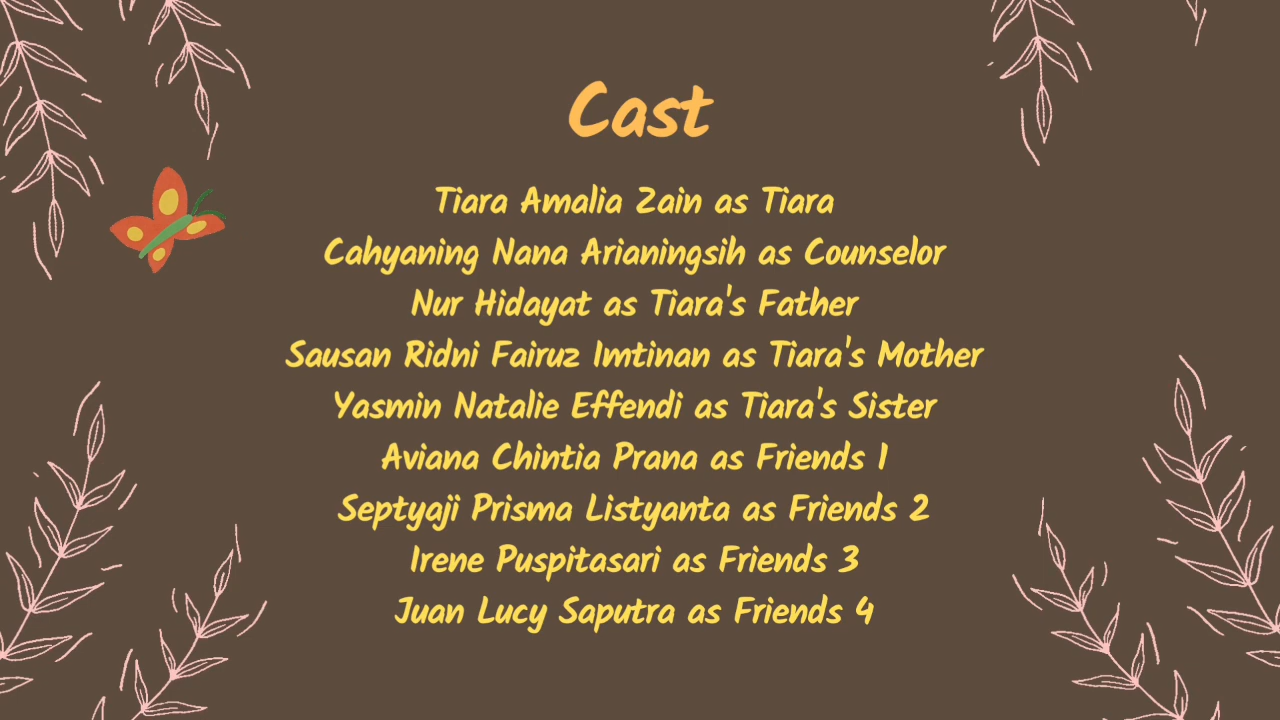 Cast
Tiara Amalia Zain as Tiara
Cahyaning Nana Arianingsih as Counselor
Nur Hidayat as Tiara's Father
Sausan Ridni Fairuz Imtinan as Tiara's Mother
Yasmin Natalie Effendi as Tiara's Sister
Aviana Chintia Prana as Friends 1
Septyaji Prisma Listyanta as Friends 2
Irene Puspitasari as Friends 3
Juan Lucy Saputra as Friends 4